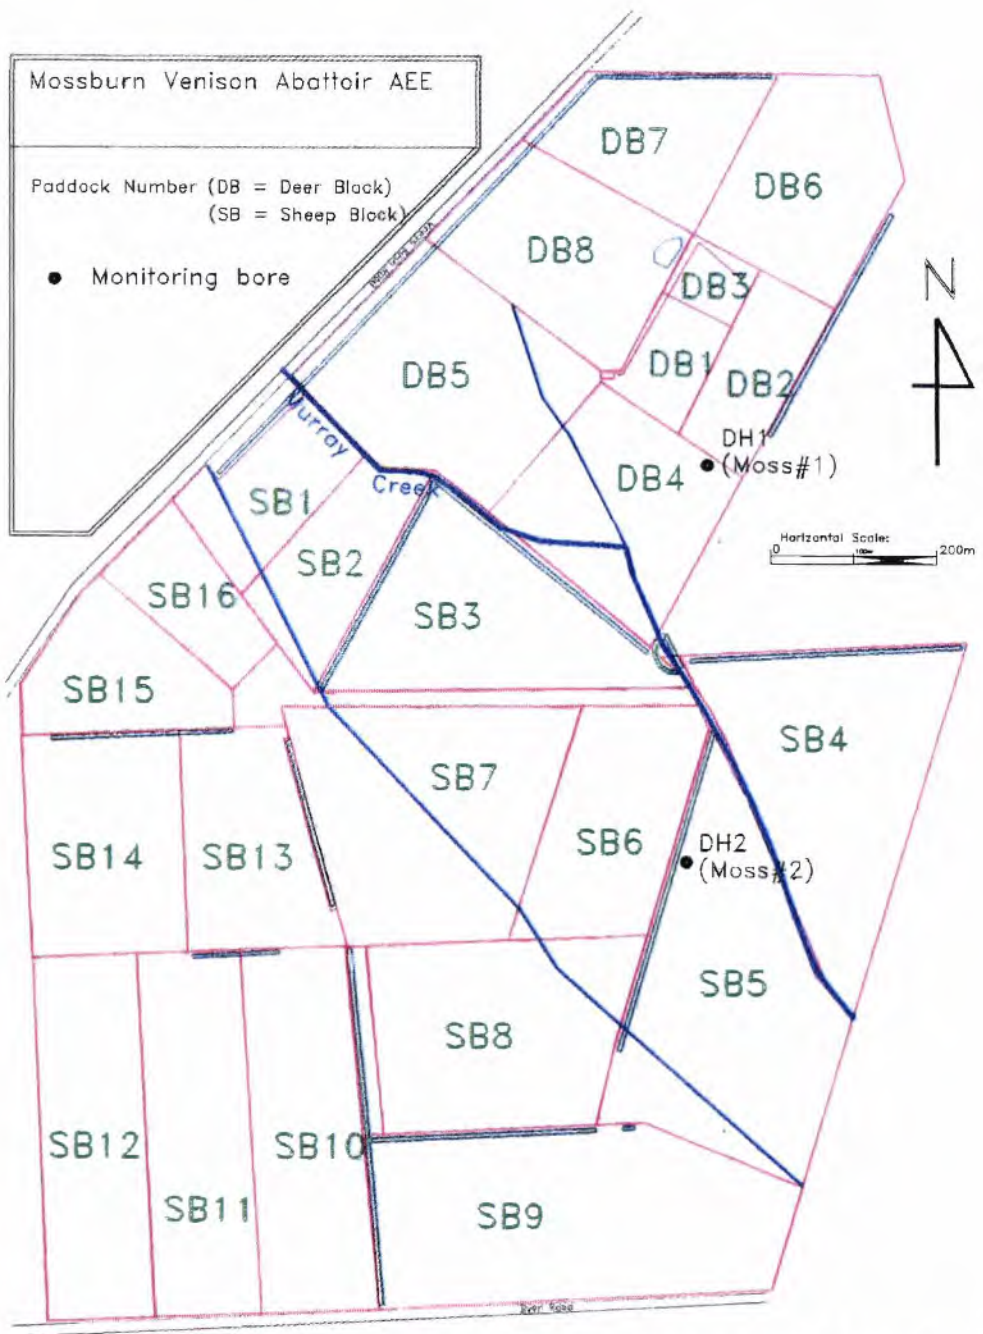 Mossburn Venison Abattoir AEE
Paddock Number (DB = Deer Block)
(SB = Sheep Block)
Monitoring bore
DB7
DB6
DB8
DB3
N
DB1
DB5
DB2
Murray
Creek
DH1
(Moss#1)
DB4
SB1
Horizontal Scale:
0 100m 200m
SB2
SB16
SB3
SB15
SB4
SB7
SB6
DH2
(Moss#2)
SB14
SB13
SB5
SB8
SB12
SB10
SB11
SB9
Road